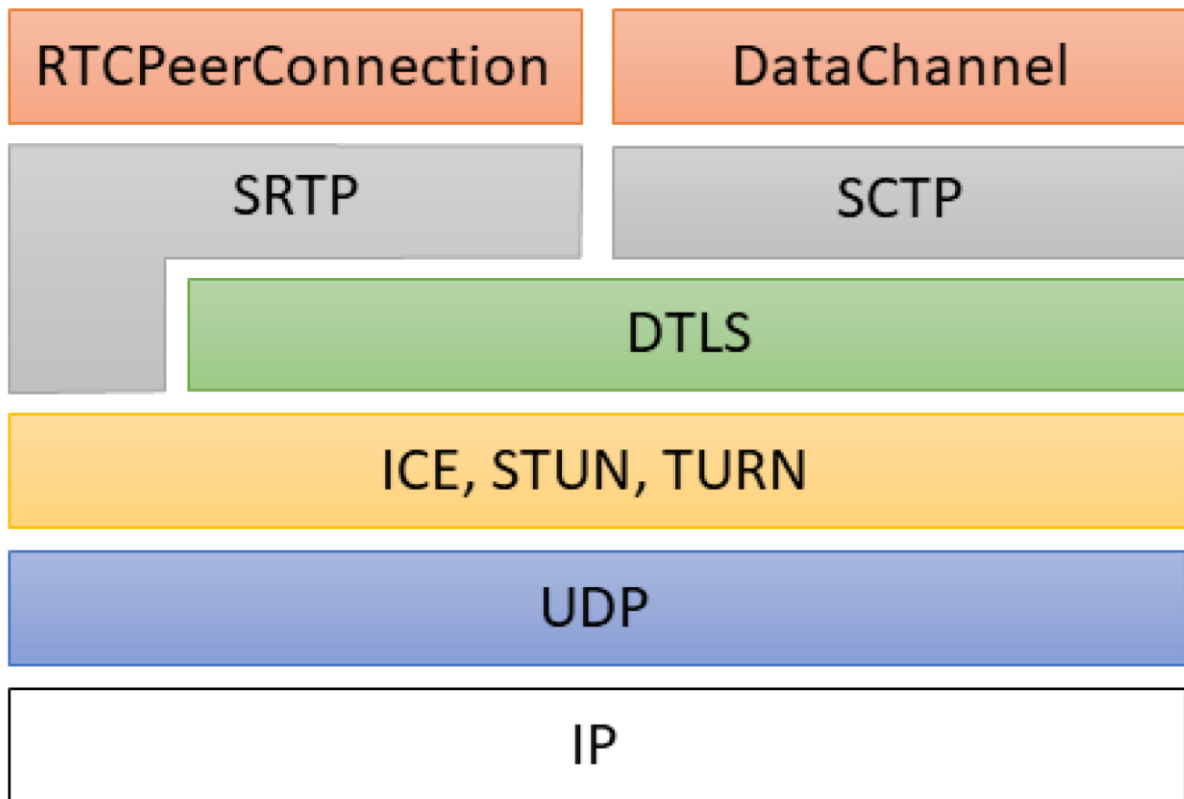 RTCPeerConnection
DataChannel
SRTP
SCTP
DTLS
ICE, STUN, TURN
UDP
IP